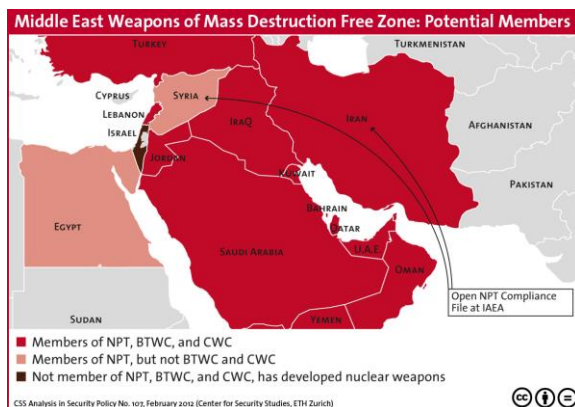 Middle East Weapons of Mass Destruction Free Zone: Potential Members
TURKEY
TURKMENISTAN
CYPRUS
SYRIA
LEBANON
IRAQ
IRAN
AFGHANISTAN
ISRAEL
JORDAN
KUWAIT
PAKISTAN
BAHRAIN
QATAR
EGYPT
SAUDI ARABIA
U.A.E.
OMAN
Open NPT Compliance
File at IAEA
SUDAN
YEMEN
Members of NPT, BTWC, and CWC
Members of NPT, but not BTWC and CWC
Not member of NPT, BTWC, and CWC, has developed nuclear weapons
CSS Analysis in Security Policy No. 107, February 2012 (Center for Security Studies, ETH Zurich)
cc